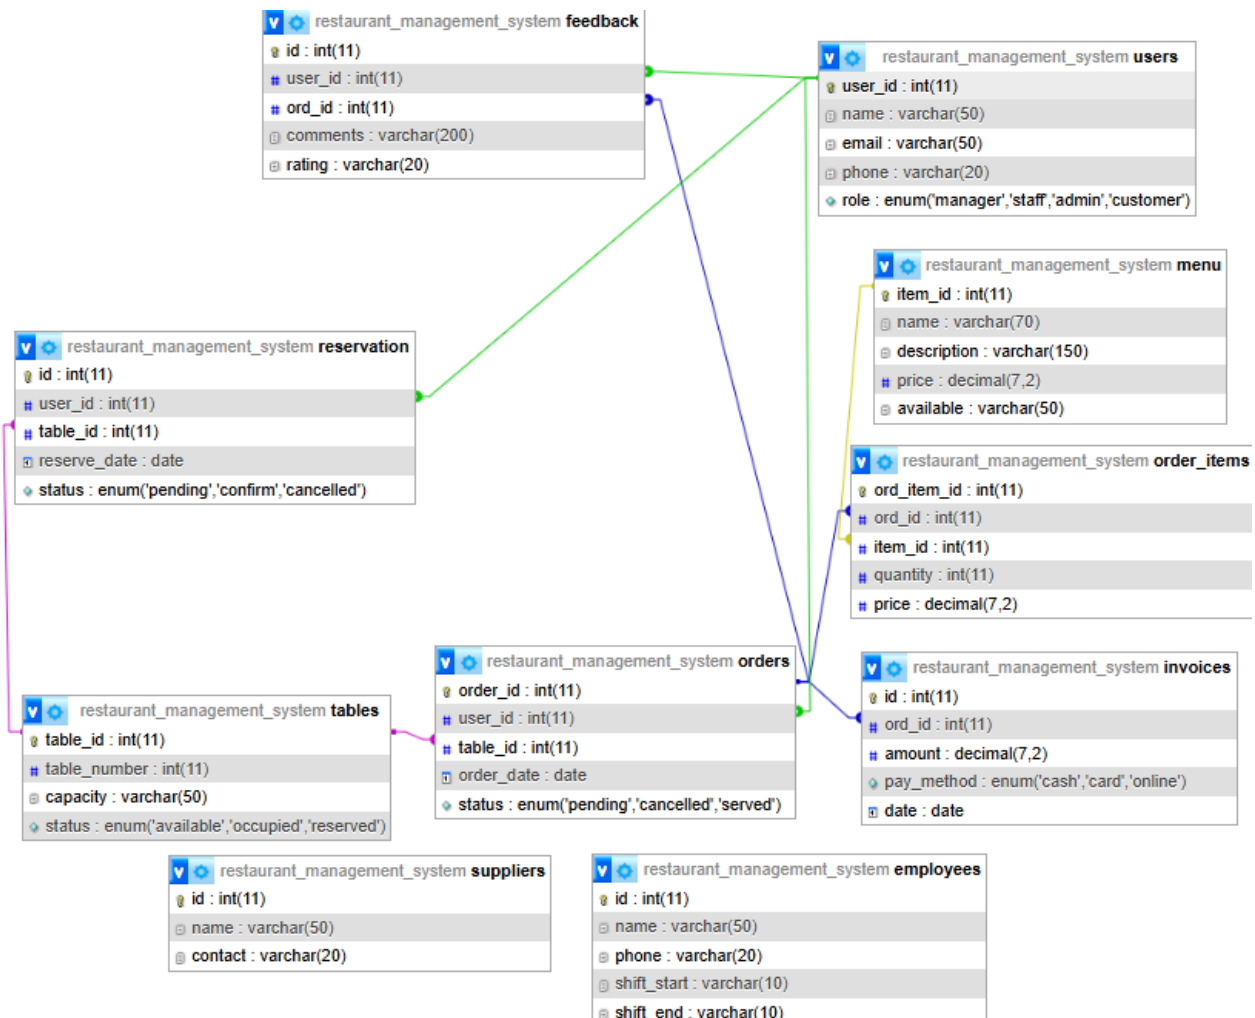 restaurant_management_system feedback
id : int(11)
user_id : int(11)
ord_id : int(11)
comments : varchar(200)
rating : varchar(20)
restaurant_management_system users
user_id : int(11)
name : varchar(50)
email : varchar(50)
phone : varchar(20)
role : enum('manager','staff','admin','customer')
restaurant_management_system menu
item_id : int(11)
name : varchar(70)
description : varchar(150)
price : decimal(7,2)
available : varchar(50)
restaurant_management_system reservation
id : int(11)
user_id : int(11)
table_id : int(11)
reserve_date : date
status : enum('pending','confirm','cancelled')
restaurant_management_system order_items
ord_item_id : int(11)
ord_id : int(11)
item_id : int(11)
quantity : int(11)
price : decimal(7,2)
restaurant_management_system orders
order_id : int(11)
user_id : int(11)
table_id : int(11)
order_date : date
status : enum('pending','cancelled','served')
restaurant_management_system invoices
id : int(11)
ord_id : int(11)
amount : decimal(7,2)
pay_method : enum('cash','card','online')
date : date
restaurant_management_system tables
table_id : int(11)
table_number : int(11)
capacity : varchar(50)
status : enum('available','occupied','reserved')
restaurant_management_system suppliers
id : int(11)
name : varchar(50)
contact : varchar(20)
restaurant_management_system employees
id : int(11)
name : varchar(50)
phone : varchar(20)
shift_start : varchar(10)
shift_end : varchar(10)